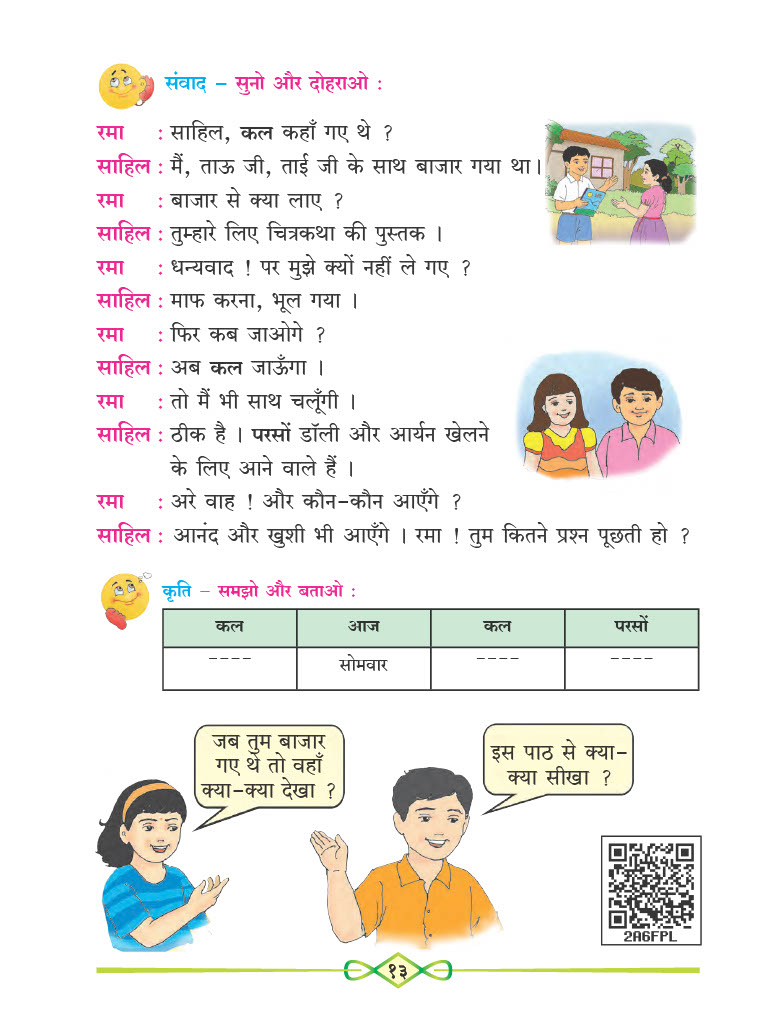 संवाद – सुनो और दोहराओ :
रमा : साहिल, कल कहाँ गए थे ?
साहिल : मैं, ताऊ जी, ताई जी के साथ बाजार गया था।
रमा : बाजार से क्या लाए ?
साहिल : तुम्हारे लिए चित्रकथा की पुस्तक ।
रमा : धन्यवाद ! पर मुझे क्यों नहीं ले गए ?
साहिल : माफ करना, भूल गया ।
रमा : फिर कब जाओगे ?
साहिल : अब कल जाऊँगा ।
रमा : तो मैं भी साथ चलूँगी ।
साहिल : ठीक है । परसों डॉली और आर्यन खेलने
के लिए आने वाले हैं ।
रमा : अरे वाह ! और कौन-कौन आएँगे ?
साहिल : आनंद और खुशी भी आएँगे । रमा ! तुम कितने प्रश्न पूछती हो ?
कृति – समझो और बताओ :
कल आज कल परसों
---- सोमवार ---- ----
जब तुम बाजार
गए थे तो वहाँ
क्या-क्या देखा ?
इस पाठ से क्या-
क्या सीखा ?
2A6FPL
१३